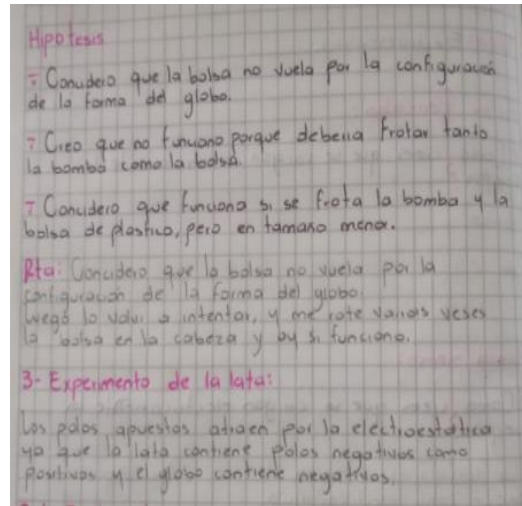 Hipotesis
- Considero que la bolsa no vuela por la configuración
de la forma del globo.
- Creo que no funciono porque deberia frotar tanto
la bomba como la bolsa.
- Considero que funciona si se frota la bomba y la
bolsa de plastico, pero en tamaño menor.
Rta: Considero que la bolsa no vuela por la
configuración de la forma del globo
luego lo volvi a intentar, y me frote varias veses
la bolsa en la cabeza y si funciono.
3- Experimento de la lata:
Los polos apuestos atraen por la electroestática
ya que la lata contiene polos negativos como
positivos y el globo contiene negativos.